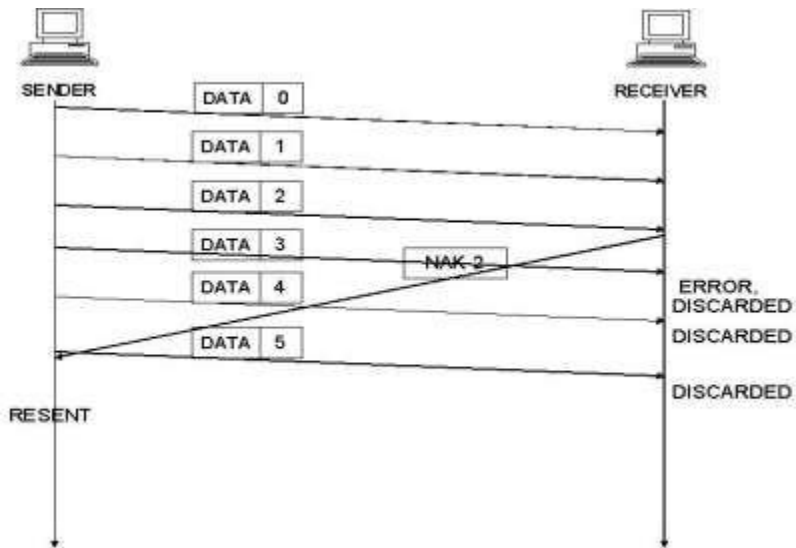 SENDER
RECEIVER
DATA 0
DATA 1
DATA 2
DATA 3
NAK 2
DATA 4
ERROR,
DISCARDED
DISCARDED
DATA 5
DISCARDED
RESENT